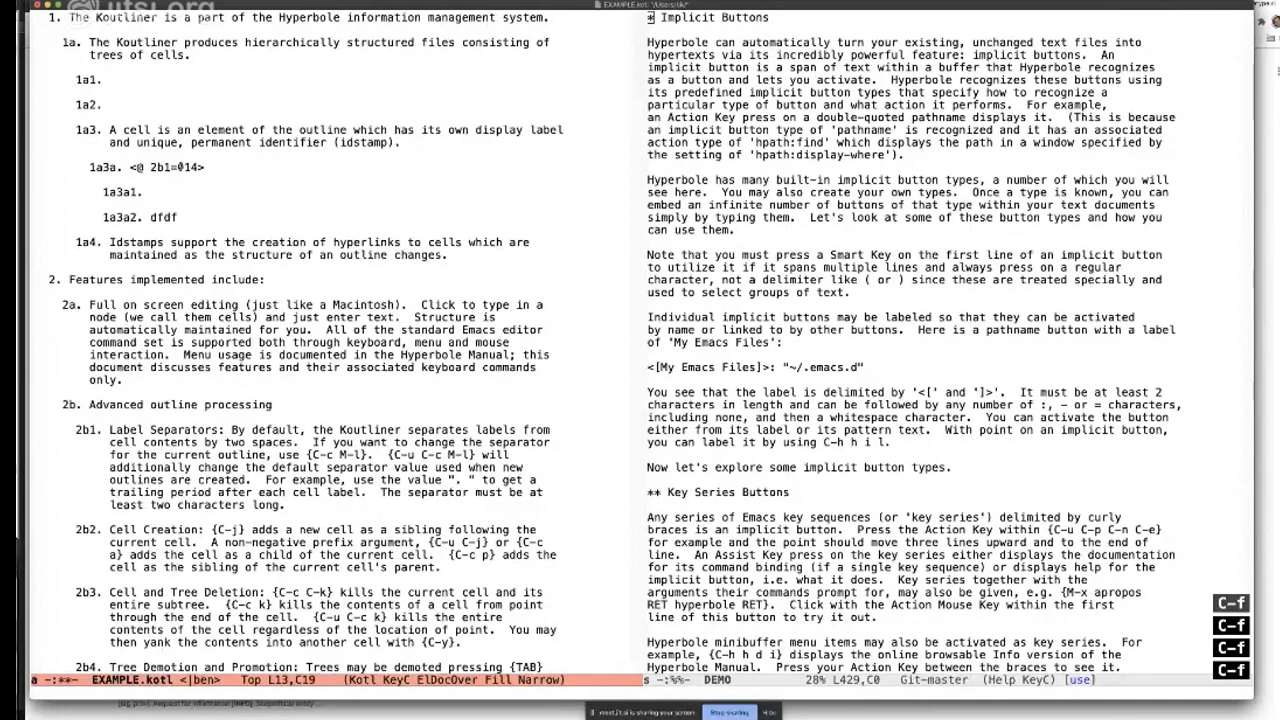 EXAMPLE.kotl
1. The Koutliner is a part of the Hyperbole information management system.
1a. The Koutliner produces hierarchically structured files consisting of
trees of cells.
1a1.
1a2.
1a3. A cell is an element of the outline which has its own display label
and unique, permanent identifier (idstamp).
1a3a. <@ 2b1=014>
1a3a1.
1a3a2. dfdf
1a4. Idstamps support the creation of hyperlinks to cells which are
maintained as the structure of an outline changes.
2. Features implemented include:
2a. Full on screen editing (just like a Macintosh).  Click to type in a
node (we call them cells) and just enter text.  Structure is
automatically maintained for you.  All of the standard Emacs editor
command set is supported both through keyboard, menu and mouse
interaction.  Menu usage is documented in the Hyperbole Manual; this
document discusses features and their associated keyboard commands
only.
2b. Advanced outline processing
2b1. Label Separators: By default, the Koutliner separates labels from
cell contents by two spaces.  If you want to change the separator
for the current outline, use {C-c M-l}.  {C-u C-c M-l} will
additionally change the default separator value used when new
outlines are created.  For example, use the value ". " to get a
trailing period after each cell label.  The separator must be at
least two characters long.
2b2. Cell Creation: {C-j} adds a new cell as a sibling following the
current cell.  A non-negative prefix argument, {C-u C-j} or {C-c
a} adds the cell as a child of the current cell.  {C-c p} adds the
cell as the sibling of the current cell's parent.
2b3. Cell and Tree Deletion: {C-c C-k} kills the current cell and its
entire subtree.  {C-c k} kills the contents of a cell from point
through the end of the cell.  {C-u C-c k} kills the entire
contents of the cell regardless of the location of point.  You may
then yank the contents into another cell with {C-y}.
2b4. Tree Demotion and Promotion: Trees may be demoted pressing {TAB}
a -:**-  EXAMPLE.kotl <|ben>   Top L13,C19    (Kotl KeyC ElDocOver Fill Narrow)
* Implicit Buttons
Hyperbole can automatically turn your existing, unchanged text files into
hypertexts via its incredibly powerful feature: implicit buttons.  An
implicit button is a span of text within a buffer that Hyperbole recognizes
as a button and lets you activate.  Hyperbole recognizes these buttons using
its predefined implicit button types that specify how to recognize a
particular type of button and what action it performs.  For example,
an Action Key press on a double-quoted pathname displays it.  (This is because
an implicit button type of 'pathname' is recognized and it has an associated
action type of 'hpath:find' which displays the path in a window specified by
the setting of 'hpath:display-where').
Hyperbole has many built-in implicit button types, a number of which you will
see here.  You may also create your own types.  Once a type is known, you can
embed an infinite number of buttons of that type within your text documents
simply by typing them.  Let's look at some of these button types and how you
can use them.
Note that you must press a Smart Key on the first line of an implicit button
to utilize it if it spans multiple lines and always press on a regular
character, not a delimiter like ( or ) since these are treated specially and
used to select groups of text.
Individual implicit buttons may be labeled so that they can be activated
by name or linked to by other buttons.  Here is a pathname button with a label
of 'My Emacs Files':
<[My Emacs Files]>: "~/.emacs.d"
You see that the label is delimited by '<[' and ']>'.  It must be at least 2
characters in length and can be followed by any number of :, - or = characters,
including none, and then a whitespace character.  You can activate the button
either from its label or its pattern text.  With point on an implicit button,
you can label it by using C-h h i l.
Now let's explore some implicit button types.
** Key Series Buttons
Any series of Emacs key sequences (or 'key series') delimited by curly
braces is an implicit button.  Press the Action Key within {C-u C-p C-n C-e}
for example and the point should move three lines upward and to the end of
line.  An Assist Key press on the key series either displays the documentation
for its command binding (if a single key sequence) or displays help for the
implicit button, i.e. what it does.  Key series together with the
arguments their commands prompt for, may also be given, e.g. {M-x apropos
RET hyperbole RET}.  Click with the Action Mouse Key within the first
line of this button to try it out.
Hyperbole minibuffer menu items may also be activated as key series.  For
example, {C-h h d i} displays the online browsable Info version of the
Hyperbole Manual.  Press your Action Key between the braces to see it.
s -:%%-  DEMO           28% L429,C0   Git-master  (Help KeyC) [use]
C-f
C-f
C-f
C-f
meet.jit.si is sharing your screen.
Stop sharing
Hide